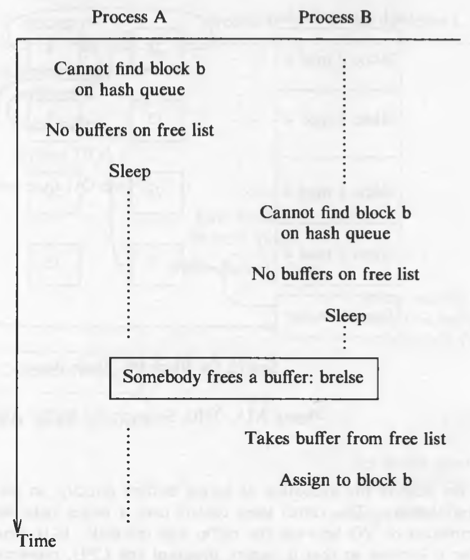 Process A Process B
Cannot find block b
on hash queue
No buffers on free list
Sleep
Cannot find block b
on hash queue
No buffers on free list
Sleep
Somebody frees a buffer: brelse
Takes buffer from free list
Assign to block b
Time